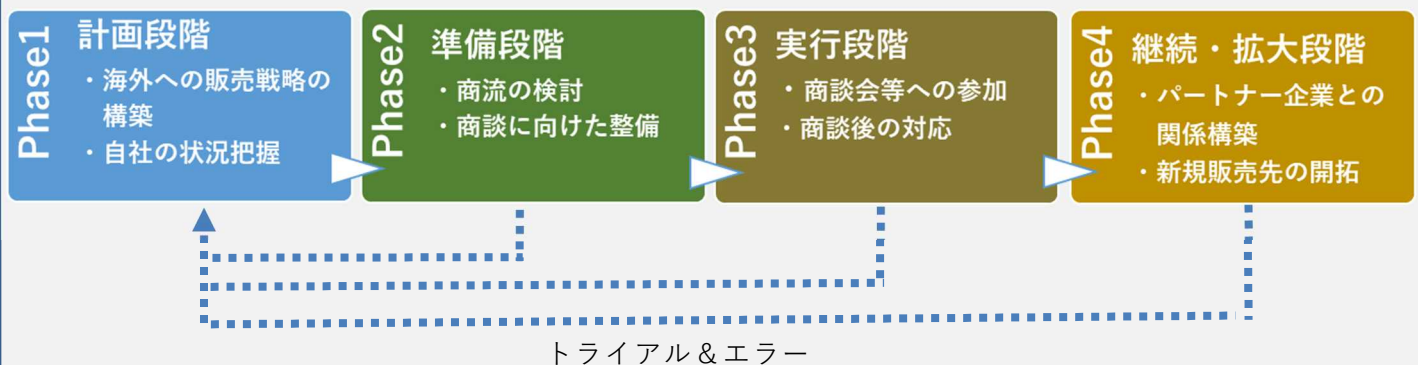 Phase1
計画段階
・海外への販売戦略の
構築
・自社の状況把握
Phase2
準備段階
・商流の検討
・商談に向けた整備
Phase3
実行段階
・商談会等への参加
・商談後の対応
Phase4
継続・拡大段階
・パートナー企業との
関係構築
・新規販売先の開拓
トライアル＆エラー